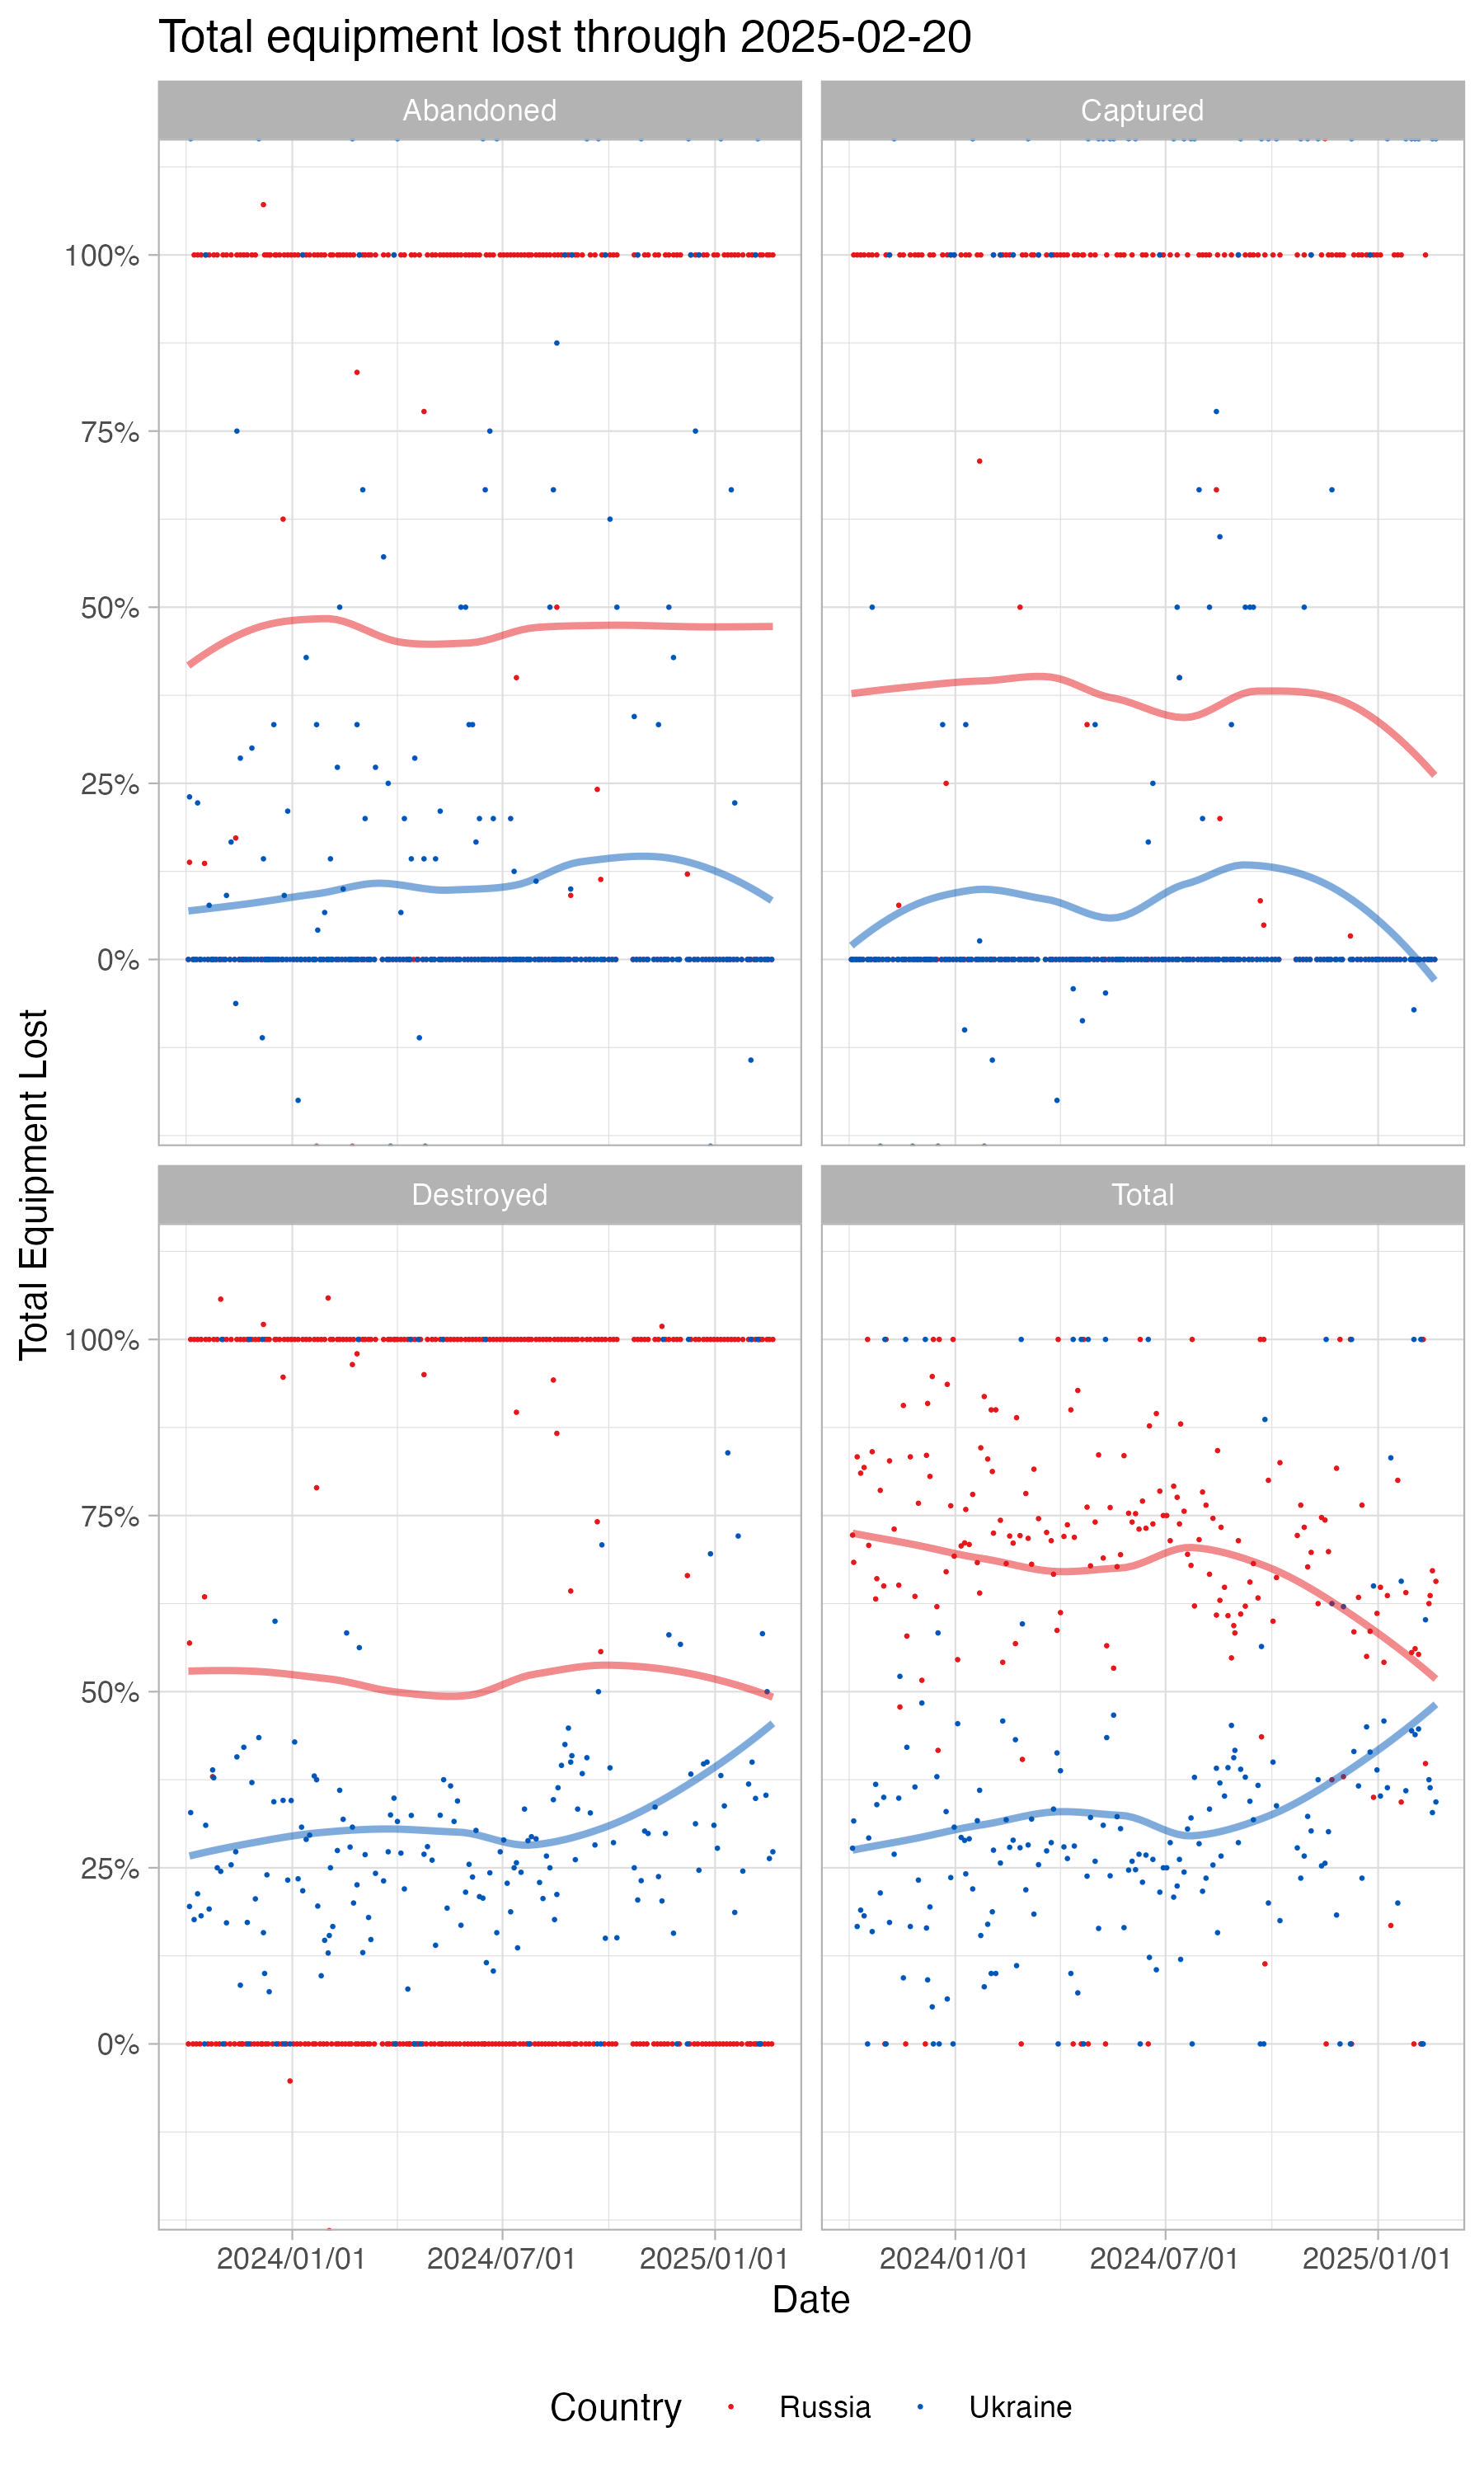 Total equipment lost through 2025-02-20
Abandoned
Captured
100%
75%
50%
25%
0%
Destroyed
Total
100%
75%
50%
25%
0%
Total Equipment Lost
2024/01/01 2024/07/01 2025/01/01
2024/01/01 2024/07/01 2025/01/01
Date
Country Russia Ukraine